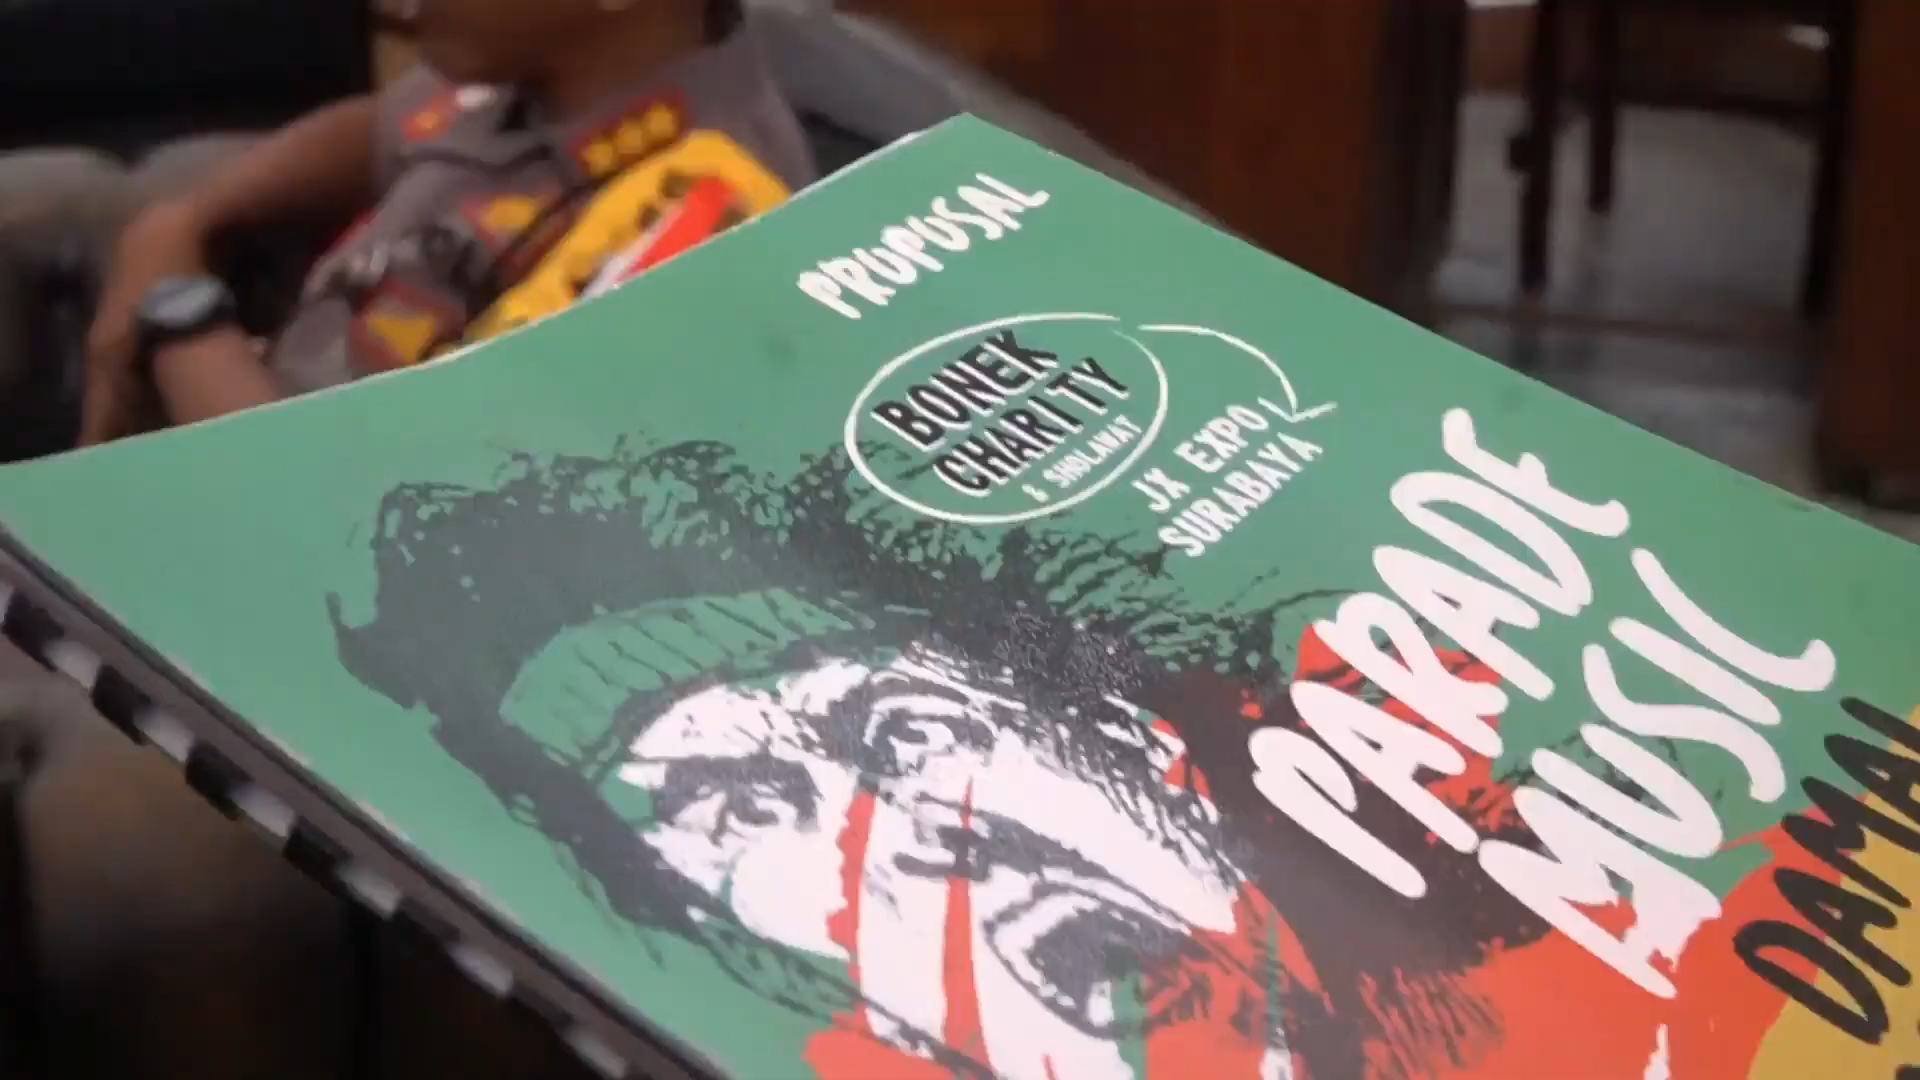 PROPOSAL
BONEK
CHARITY
& SHOLAWAT
JX EXPO
SURABAYA
PARADE
MUSIC
DAMAI